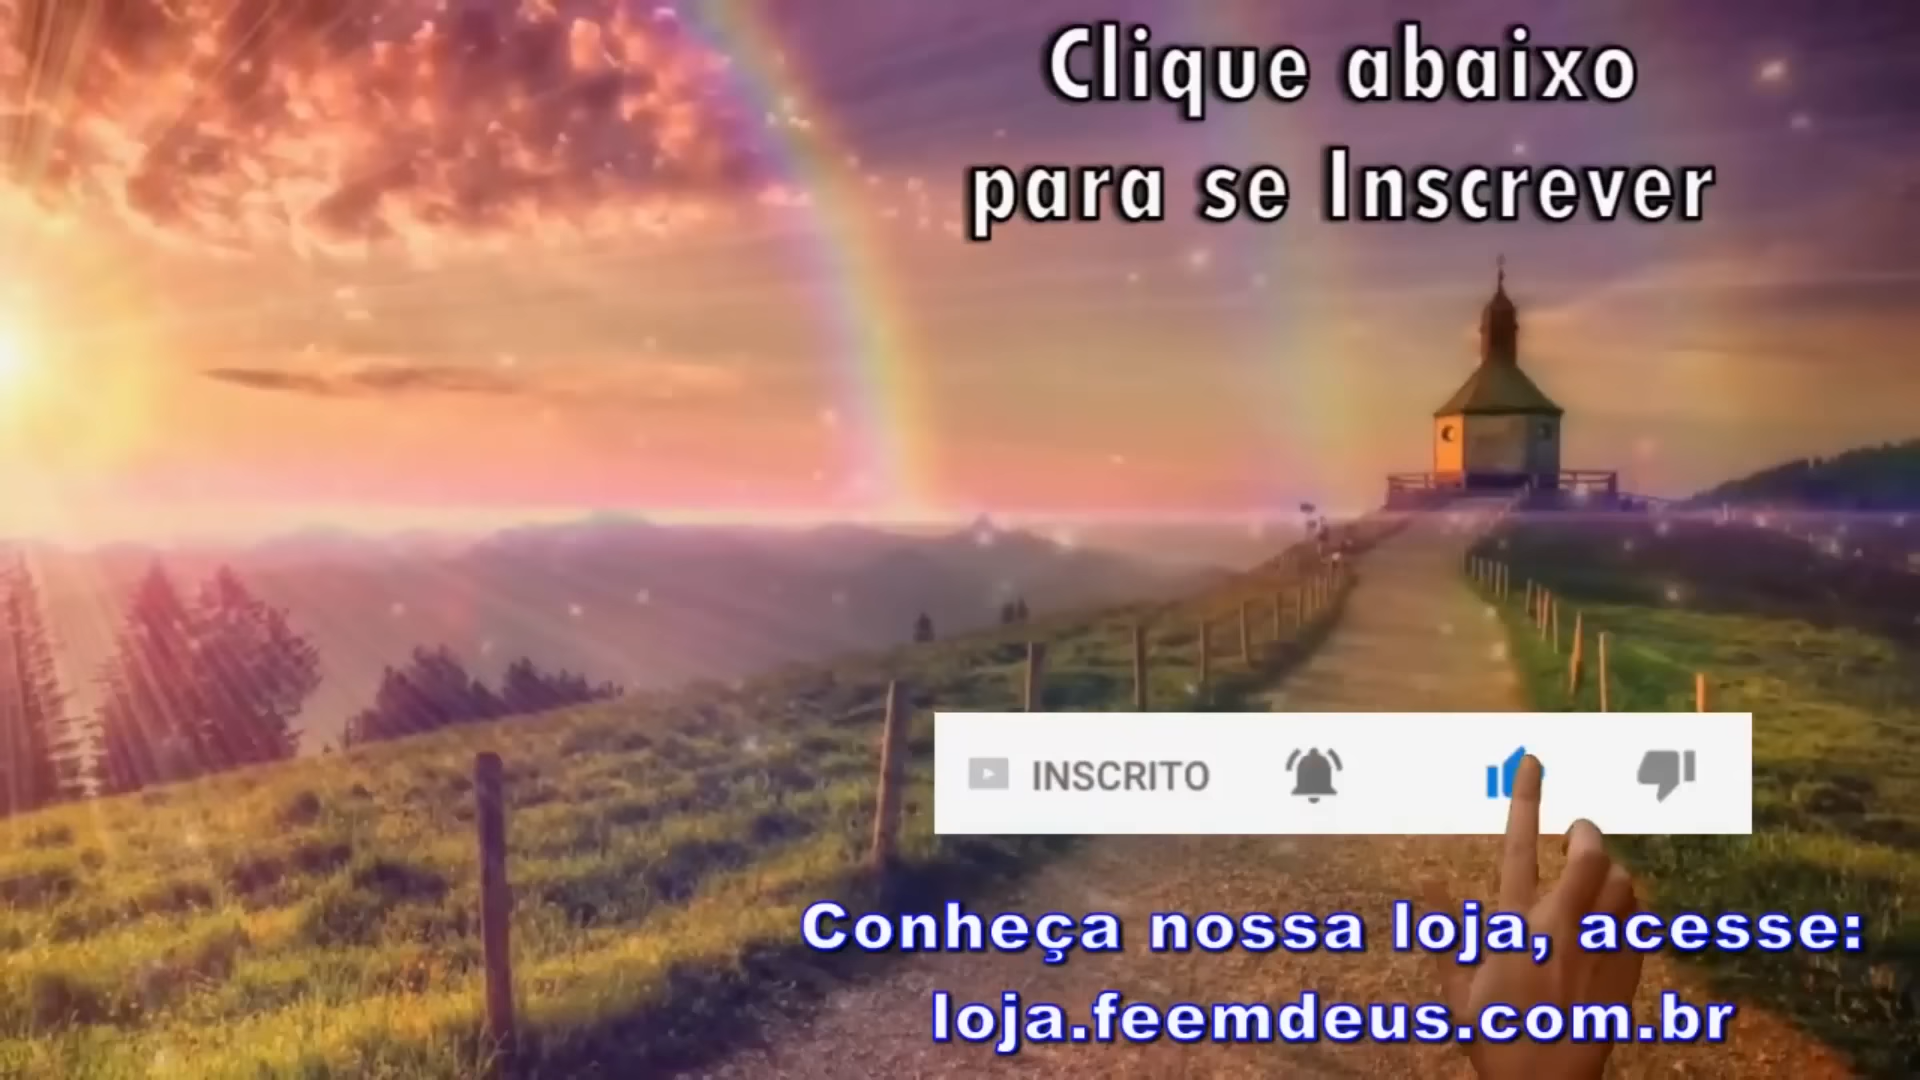 Clique abaixo
para se Inscrever
INSCRITO
Conheça nossa loja, acesse:
loja.feemdeus.com.br